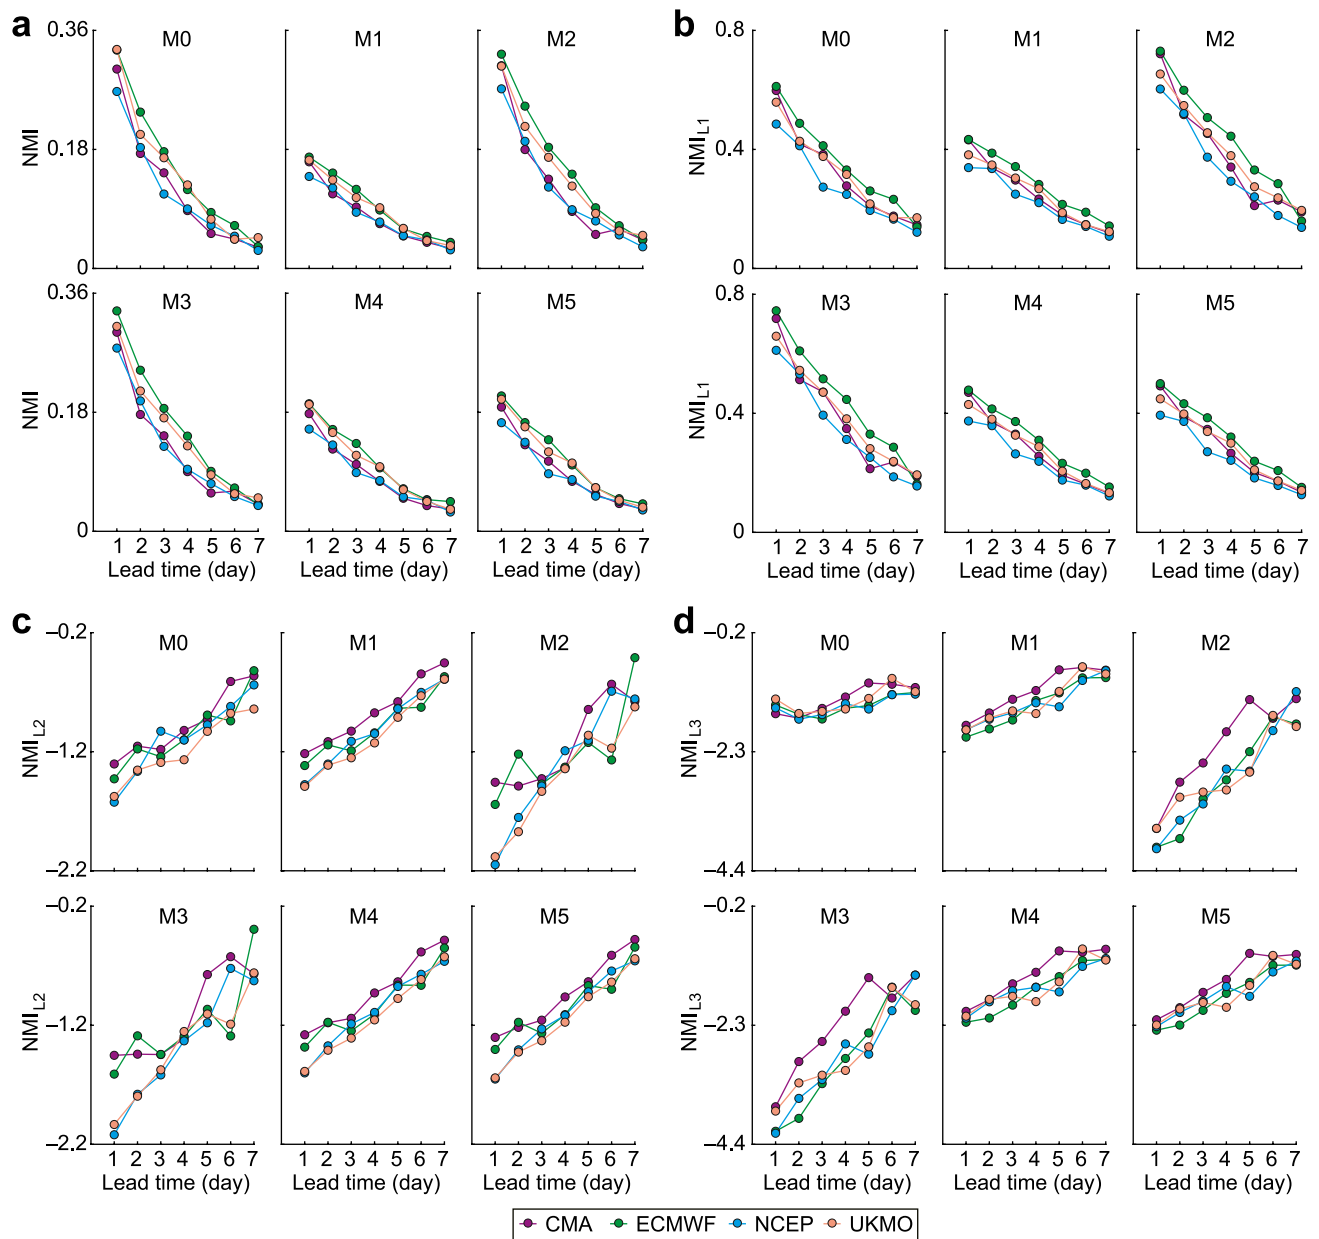 a
b
0.36
M0
M1
M2
0.8
M0
M1
M2
NMI
0.18
NMI_L1
0.4
0
0
0.36
M3
M4
M5
0.8
M3
M4
M5
NMI
0.18
NMI_L1
0.4
0
0
1 2 3 4 5 6 7
1 2 3 4 5 6 7
1 2 3 4 5 6 7
1 2 3 4 5 6 7
1 2 3 4 5 6 7
1 2 3 4 5 6 7
Lead time (day)
Lead time (day)
Lead time (day)
Lead time (day)
Lead time (day)
Lead time (day)
c
d
–0.2
M0
M1
M2
–0.2
M0
M1
M2
NMI_L2
–1.2
NMI_L3
–2.3
–2.2
–4.4
–0.2
M3
M4
M5
–0.2
M3
M4
M5
NMI_L2
–1.2
NMI_L3
–2.3
–2.2
–4.4
1 2 3 4 5 6 7
1 2 3 4 5 6 7
1 2 3 4 5 6 7
1 2 3 4 5 6 7
1 2 3 4 5 6 7
1 2 3 4 5 6 7
Lead time (day)
Lead time (day)
Lead time (day)
Lead time (day)
Lead time (day)
Lead time (day)
CMA ECMWF NCEP UKMO